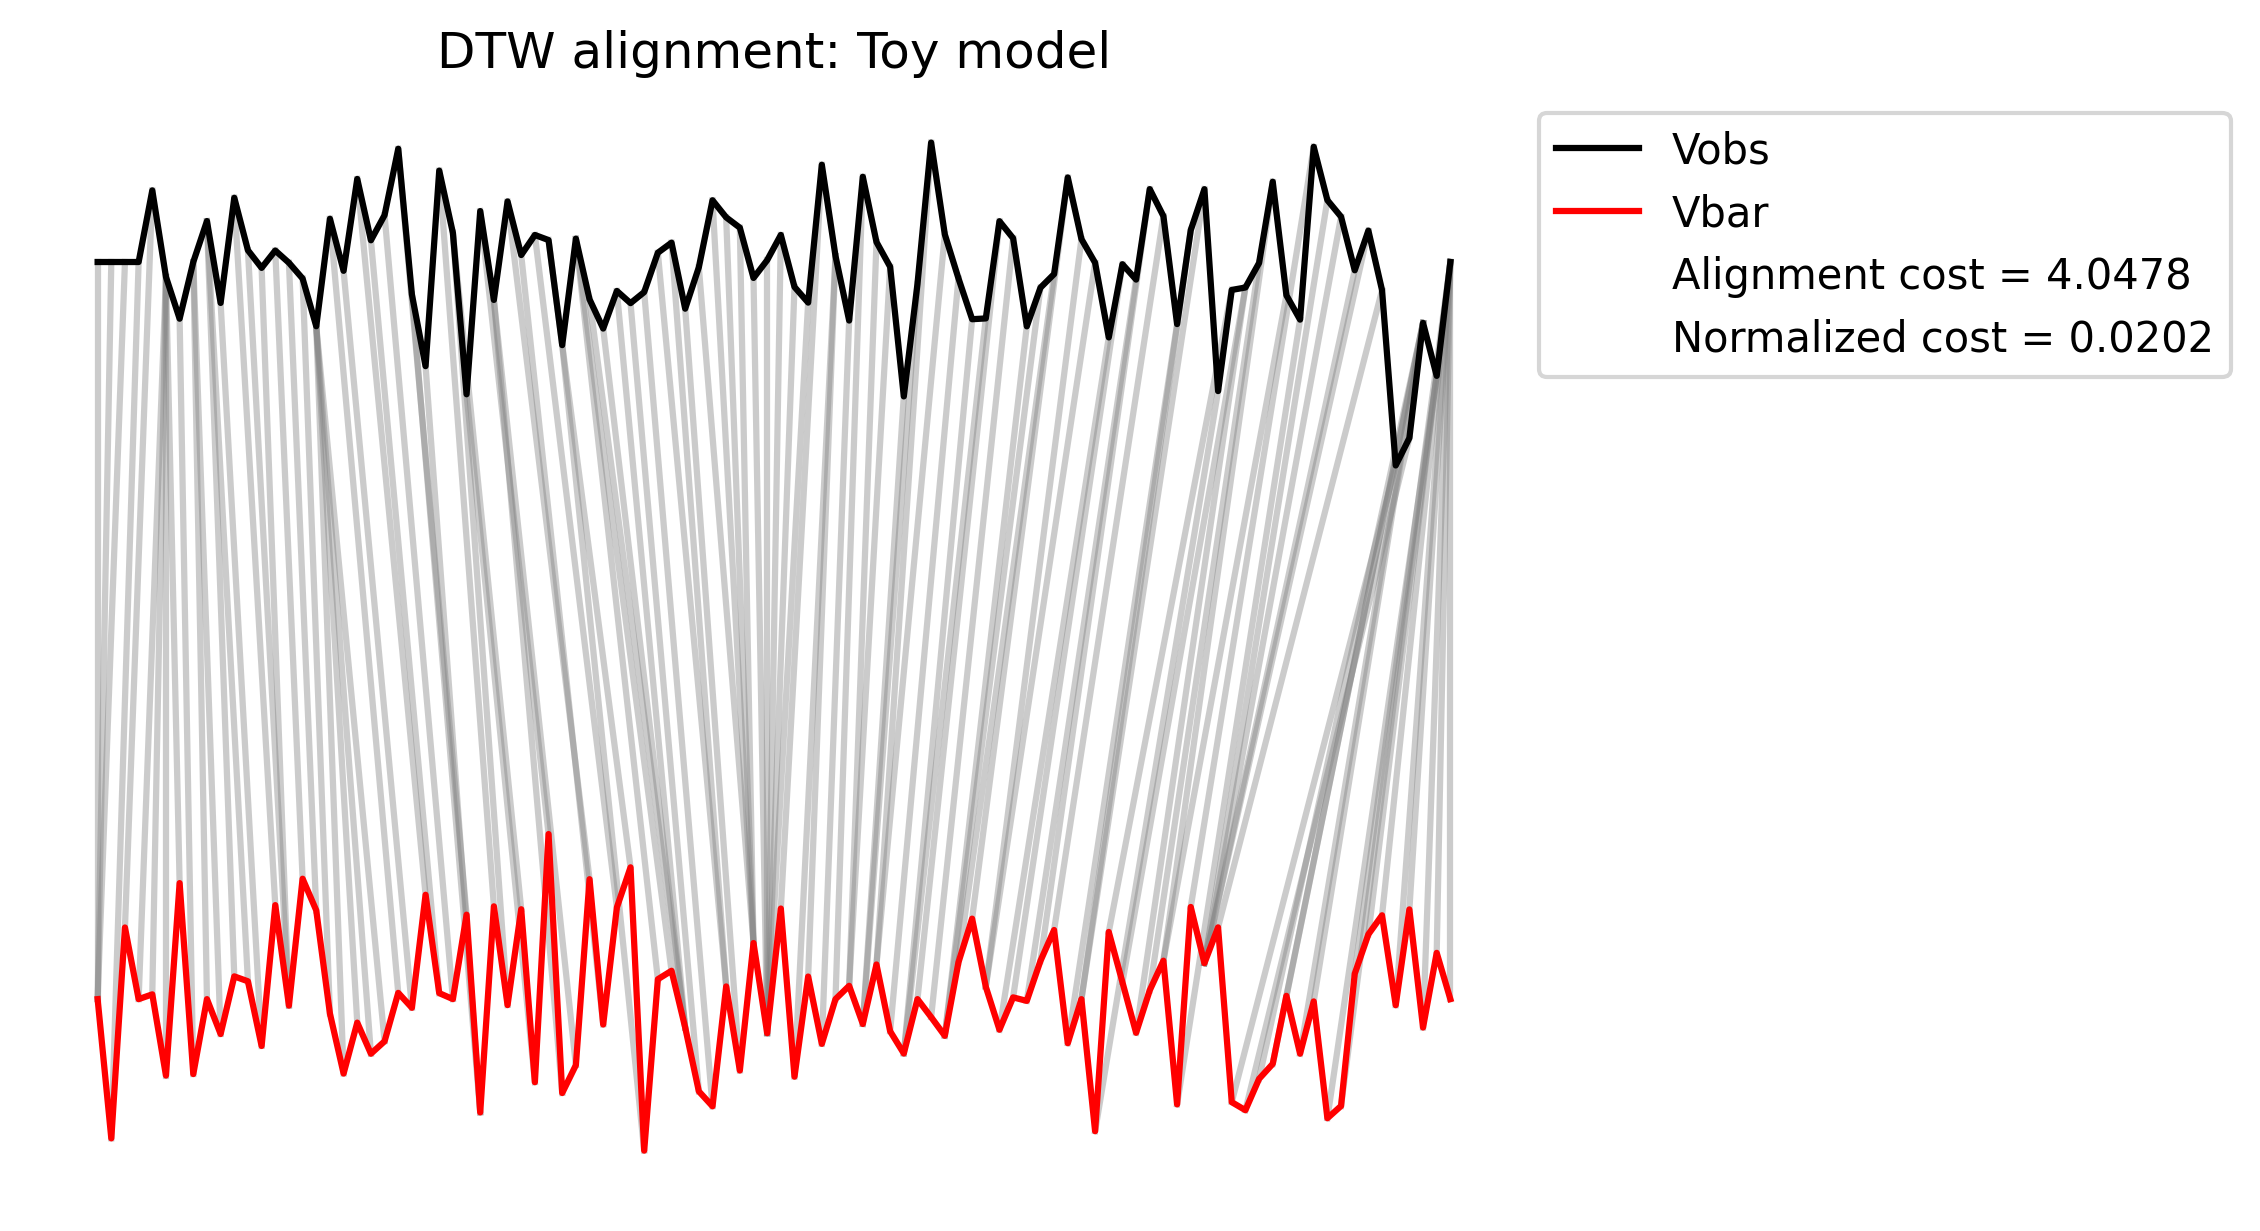 DTW alignment: Toy model
Vobs
Vbar
Alignment cost = 4.0478
Normalized cost = 0.0202